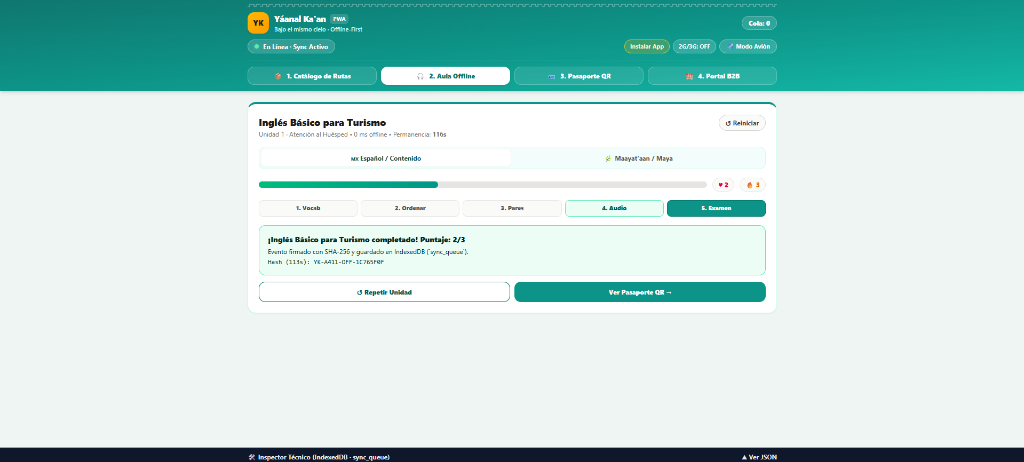 YK
Yáanal Ka'an PWA
Bajo el mismo cielo · Offline-First
Cola: 0
En Línea · Sync Activo
Instalar App
2G/3G: OFF
Modo Avión
1. Catálogo de Rutas
2. Aula Offline
3. Pasaporte QR
4. Portal B2B
Inglés Básico para Turismo
Unidad 1 · Atención al Huésped • 0 ms offline • Permanencia: 116s
↺ Reiniciar
MX Español / Contenido
Maayat'aan / Maya
♥ 2
3
1. Vocab
2. Ordenar
3. Pares
4. Audio
5. Examen
¡Inglés Básico para Turismo completado! Puntaje: 2/3
Evento firmado con SHA-256 y guardado en IndexedDB (`sync_queue`).
Hash (113s): YK-A411-OFF-1C765F0F
↺ Repetir Unidad
Ver Pasaporte QR →
Inspector Técnico (IndexedDB · sync_queue)
▲ Ver JSON